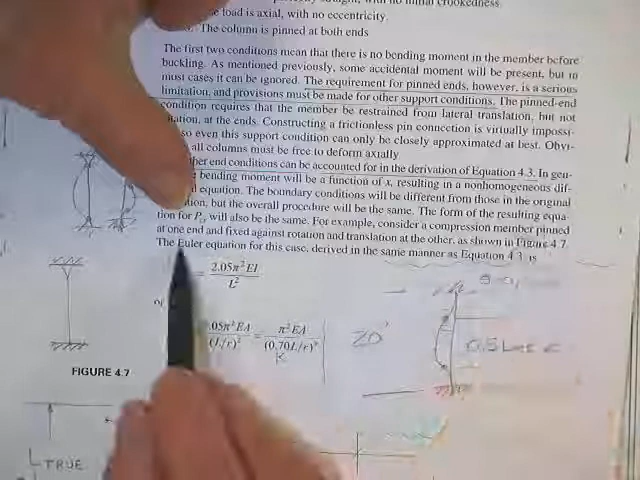 load is axial, with no eccentricity.
The column is pinned at both ends
The first two conditions mean that there is no bending moment in the member before
buckling. As mentioned previously, some accidental moment will be present, but in
most cases it can be ignored. The requirement for pinned ends, however, is a serious
limitation, and provisions must be made for other support conditions. The pinned-end
condition requires that the member be restrained from lateral translation, but not
at the ends. Constructing a frictionless pin connection is virtually impossi-
so even this support condition can only be closely approximated at best. Obvi-
all columns must be free to deform axially
end conditions can be accounted for in the derivation of Equation 4.3. In gen-
bending moment will be a function of x, resulting in a nonhomogeneous dif-
equation. The boundary conditions will be different from those in the original
but the overall procedure will be the same. The form of the resulting equa-
tion for Pcr will also be the same. For example, consider a compression member pinned
at one end and fixed against rotation and translation at the other, as shown in Figure 4.7
The Euler equation for this case, derived in the same manner as Equation 4.3 is
= 2.05π²EI / L²
.05π²EA / (L/r)² = π²EA / (0.70L/r)²
K
20'
FIGURE 4.7
L TRUE